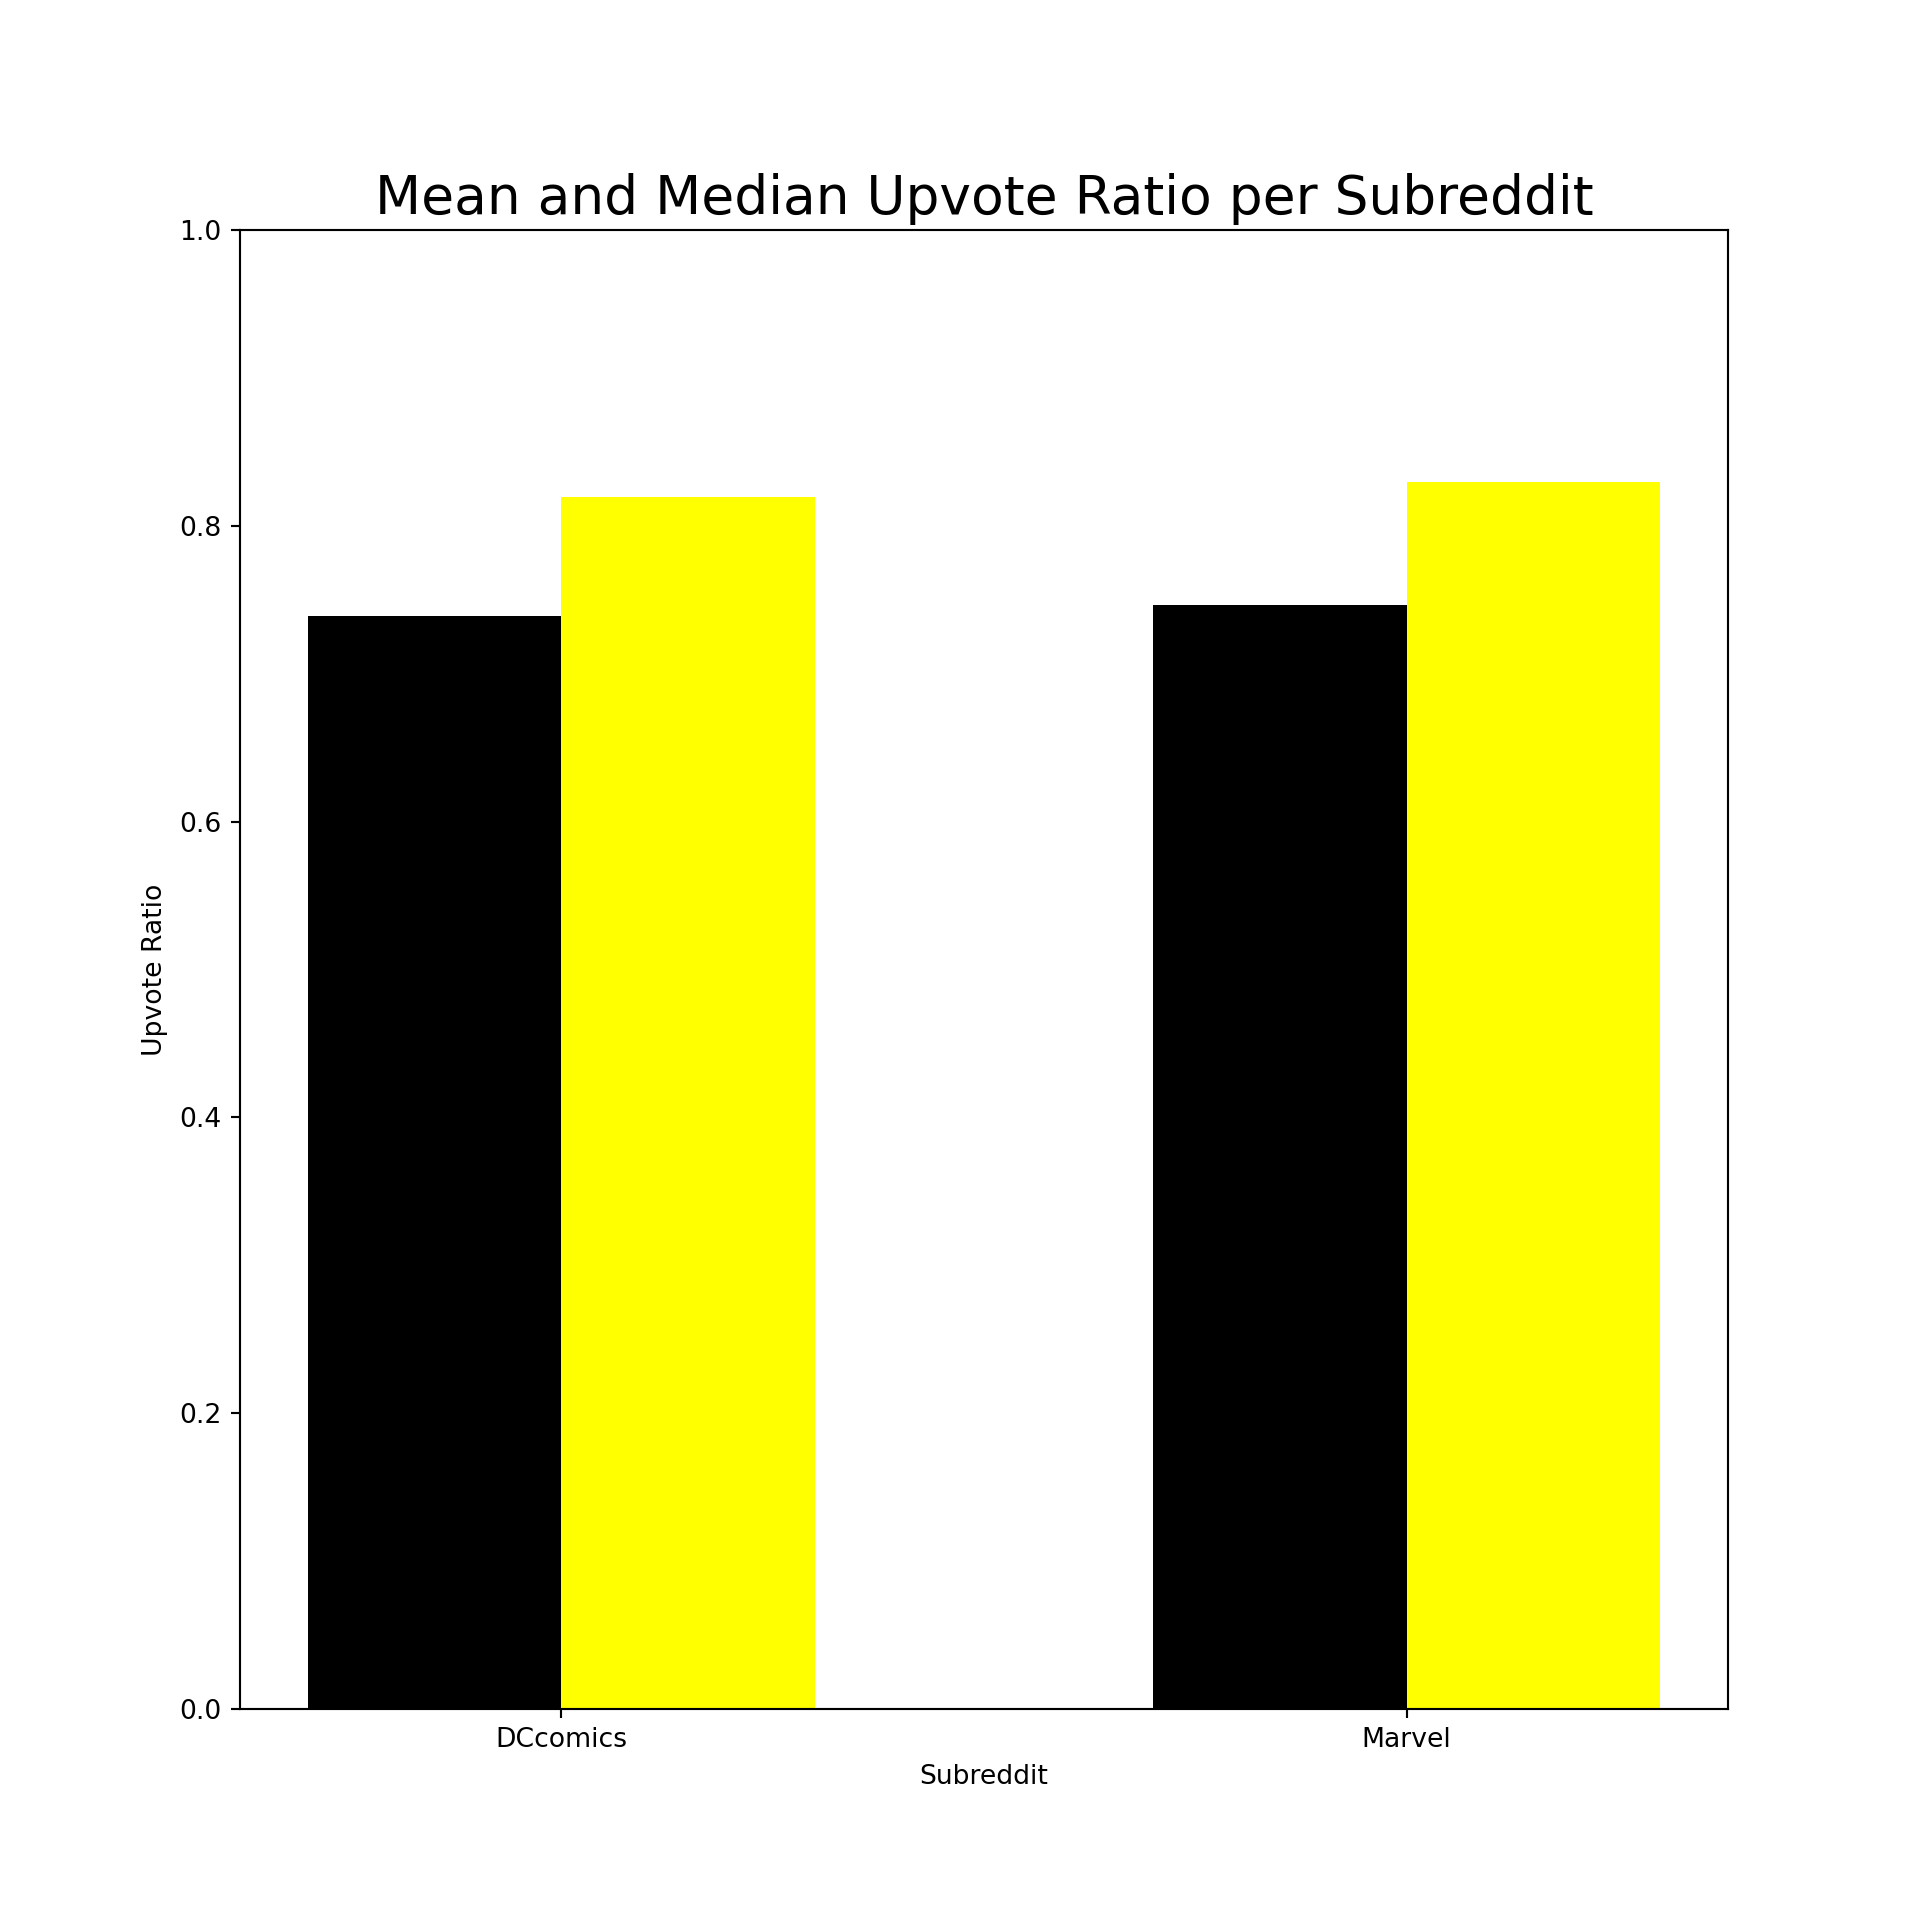 Mean and Median Upvote Ratio per Subreddit
1.0
0.8
0.6
0.4
0.2
0.0
Upvote Ratio
DCcomics
Marvel
Subreddit